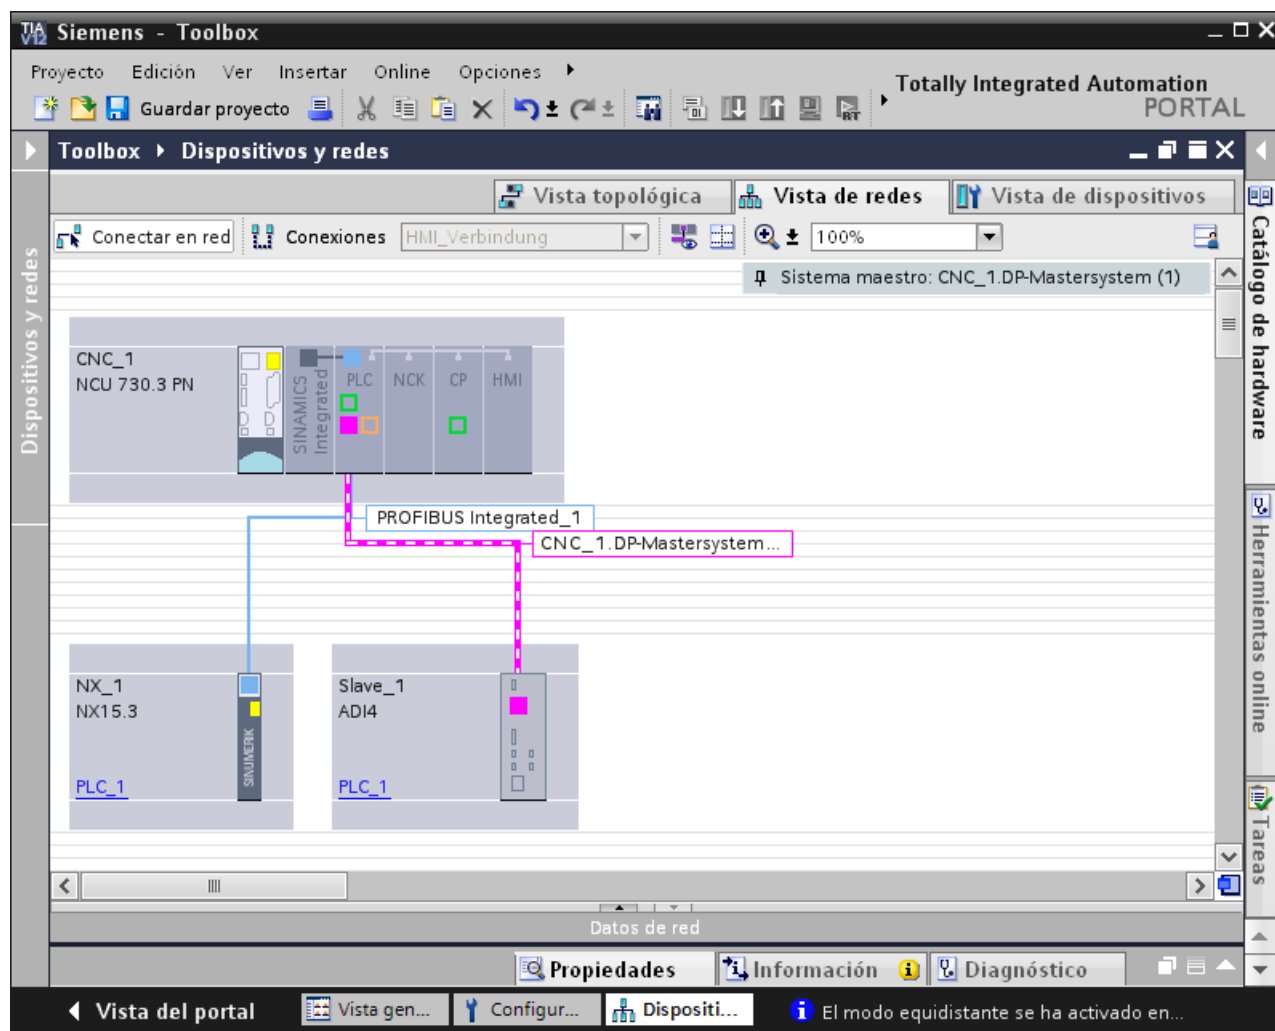 TIA V12 Siemens - Toolbox
Proyecto Edición Ver Insertar Online Opciones
Totally Integrated Automation
PORTAL
Guardar proyecto
RT
Toolbox Dispositivos y redes
Vista topológica Vista de redes Vista de dispositivos
Conectar en red Conexiones HMI_Verbindung 100%
Sistema maestro: CNC_1.DP-Mastersystem (1)
Dispositivos y redes
CNC_1
NCU 730.3 PN
SINAMICS
Integrated
PLC NCK CP HMI
PROFIBUS Integrated_1
CNC_1.DP-Mastersystem...
NX_1
NX15.3
SINUMERIK
PLC_1
Slave_1
ADI4
PLC_1
Catálogo de hardware
Herramientas online
Tareas
Datos de red
Propiedades Información Diagnóstico
Vista del portal Vista gen... Configur... Dispositi... El modo equidistante se ha activado en...